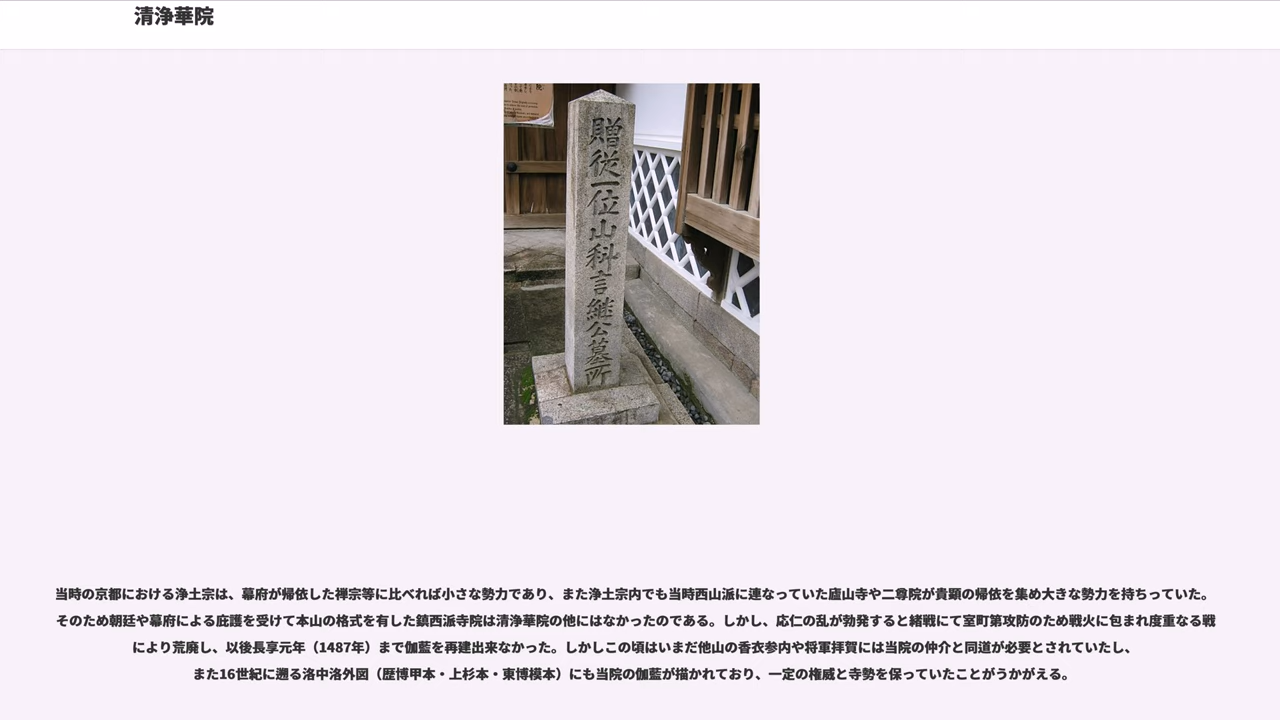 清浄華院
贈従一位山科言継公墓所
当時の京都における浄土宗は、幕府が帰依した禅宗等に比べれば小さな勢力であり、また浄土宗内でも当時西山派に連なっていた廬山寺や二尊院が貴顕の帰依を集め大きな勢力を持ちっていた。
そのため朝廷や幕府による庇護を受けて本山の格式を有した鎮西派寺院は清浄華院の他にはなかったのである。しかし、応仁の乱が勃発すると緒戦にて室町第攻防のため戦火に包まれ度重なる戦
により荒廃し、以後長享元年（1487年）まで伽藍を再建出来なかった。しかしこの頃はいまだ他山の香衣参内や将軍拝賀には当院の仲介と同道が必要とされていたし、
また16世紀に遡る洛中洛外図（歴博甲本・上杉本・東博模本）にも当院の伽藍が描かれており、一定の権威と寺勢を保っていたことがうかがえる。